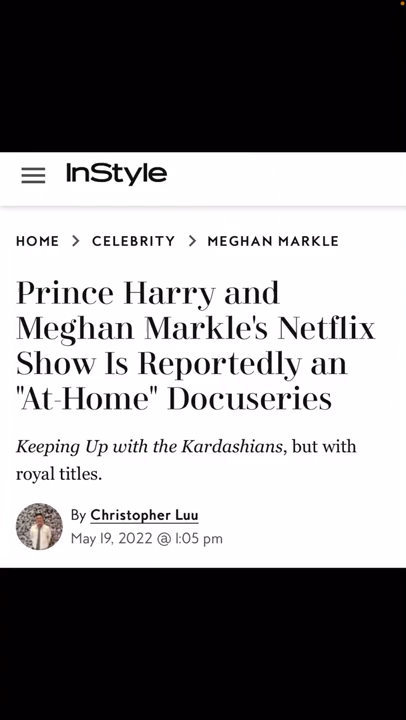 InStyle
HOME > CELEBRITY > MEGHAN MARKLE
Prince Harry and
Meghan Markle's Netflix
Show Is Reportedly an
"At-Home" Docuseries
Keeping Up with the Kardashians, but with
royal titles.
By Christopher Luu
May 19, 2022 @ 1:05 pm